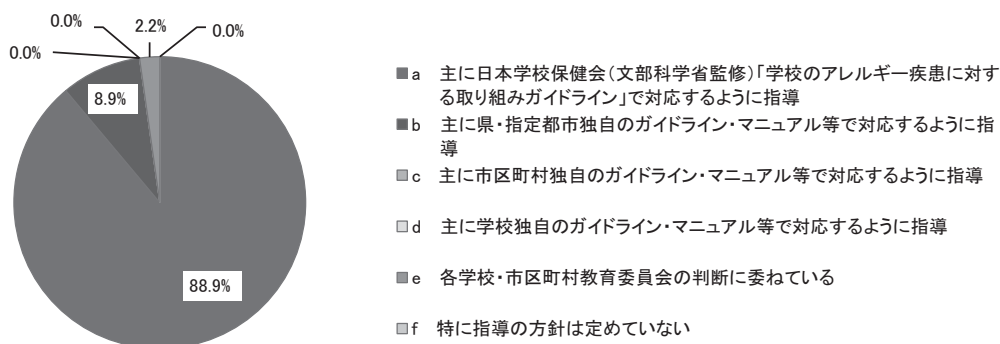 0.0%
2.2%
0.0%
0.0%
8.9%
88.9%
a 主に日本学校保健会(文部科学省監修)「学校のアレルギー疾患に対す
る取り組みガイドライン」で対応するように指導
b 主に県・指定都市独自のガイドライン・マニュアル等で対応するように指
導
c 主に市区町村独自のガイドライン・マニュアル等で対応するように指導
d 主に学校独自のガイドライン・マニュアル等で対応するように指導
e 各学校・市区町村教育委員会の判断に委ねている
f 特に指導の方針は定めていない